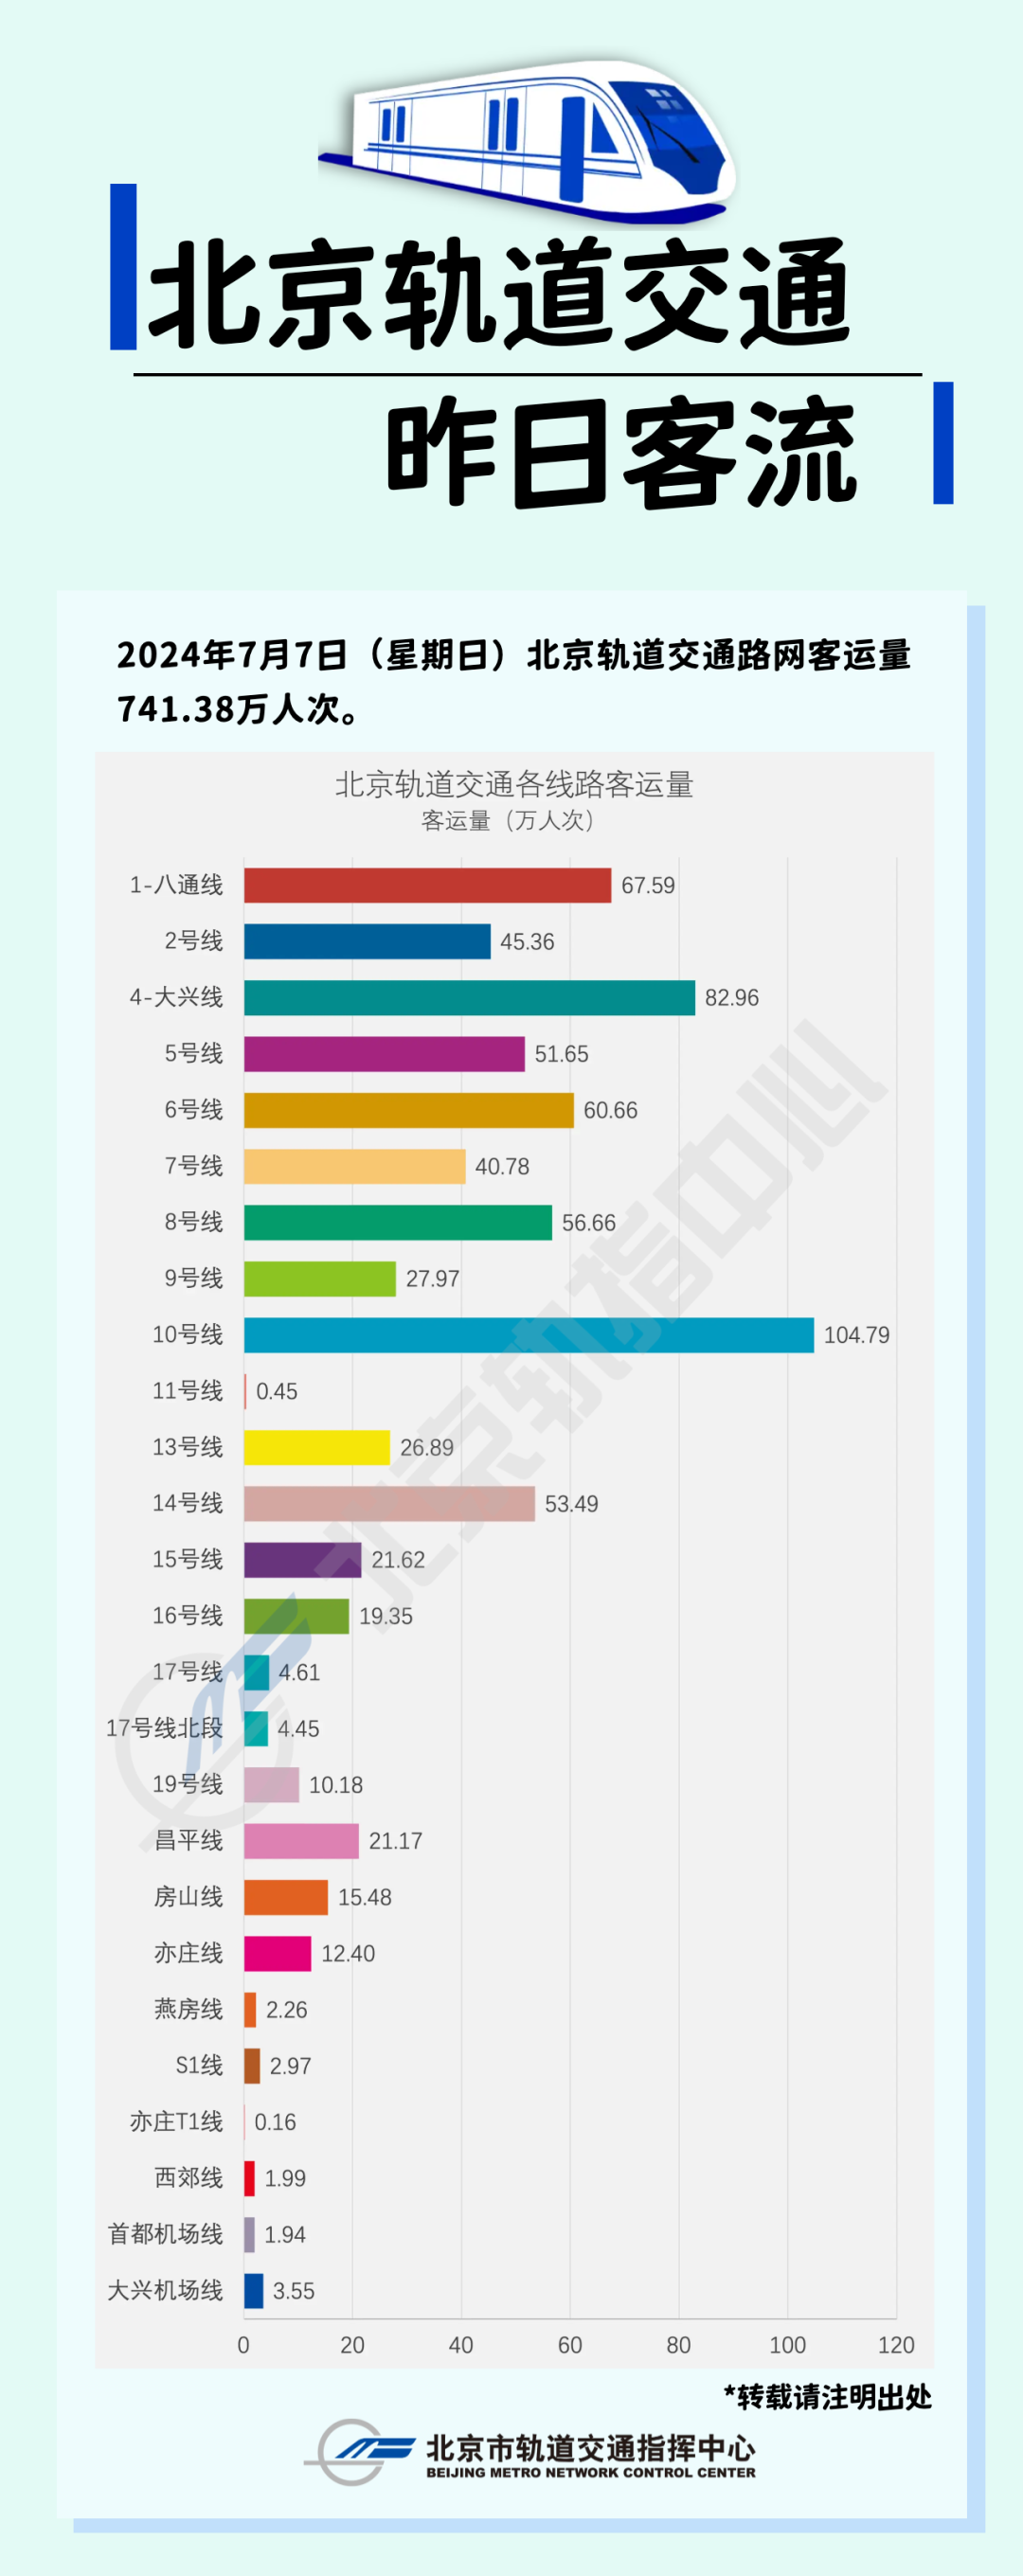 北京轨道交通
昨日客流
2024年7月7日（星期日）北京轨道交通路网客运量
741.38万人次。
北京轨道交通各线路客运量
客运量（万人次）
1-八通线 67.59
2号线 45.36
4-大兴线 82.96
5号线 51.65
6号线 60.66
7号线 40.78
8号线 56.66
9号线 27.97
10号线 104.79
11号线 0.45
13号线 26.89
14号线 53.49
15号线 21.62
16号线 19.35
17号线 4.61
17号线北段 4.45
19号线 10.18
昌平线 21.17
房山线 15.48
亦庄线 12.40
燕房线 2.26
S1线 2.97
亦庄T1线 0.16
西郊线 1.99
首都机场线 1.94
大兴机场线 3.55
0 20 40 60 80 100 120
北京轨指中心
*转载请注明出处
北京市轨道交通指挥中心
BEIJING METRO NETWORK CONTROL CENTER